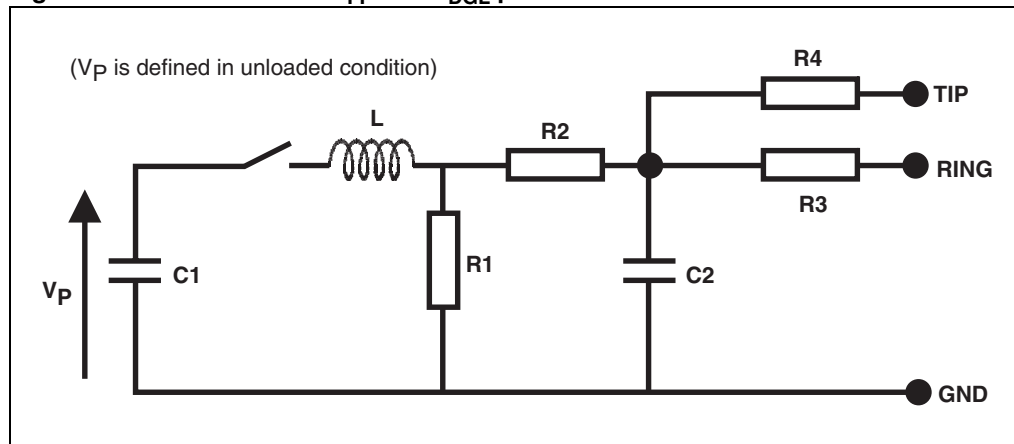 (VP is defined in unloaded condition)
R4
TIP
L
R2
RING
R3
VP
C1
R1
C2
GND